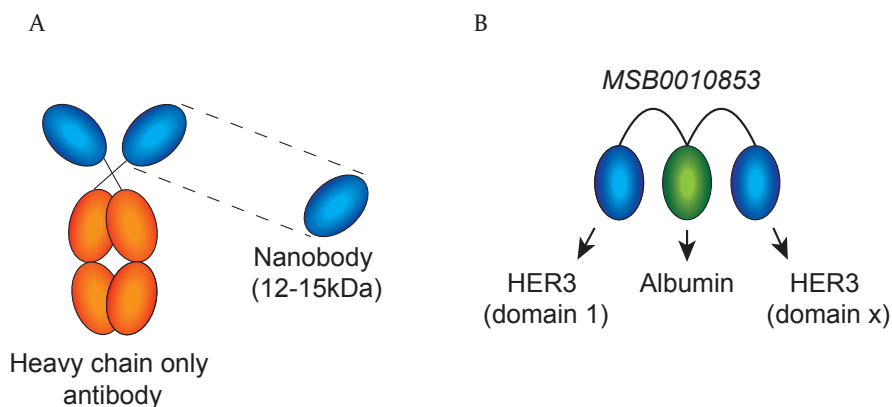 A
Nanobody
(12-15kDa)
Heavy chain only
antibody
B
MSB0010853
HER3
(domain 1)
Albumin
HER3
(domain x)